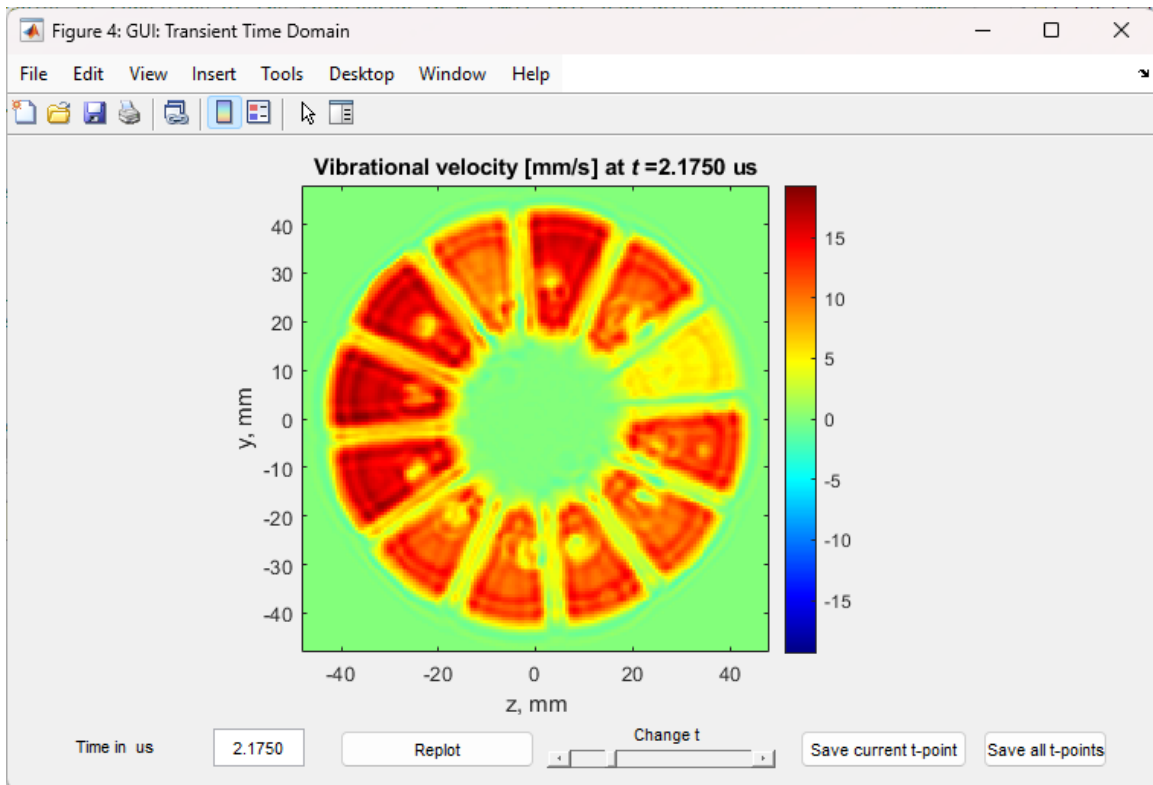 Figure 4: GUI: Transient Time Domain
File Edit View Insert Tools Desktop Window Help
Vibrational velocity [mm/s] at t =2.1750 us
40
30
20
10
0
-10
-20
-30
-40
y, mm
-40 -20 0 20 40
z, mm
15
10
5
0
-5
-10
-15
Time in us
2.1750
Replot
Change t
Save current t-point
Save all t-points